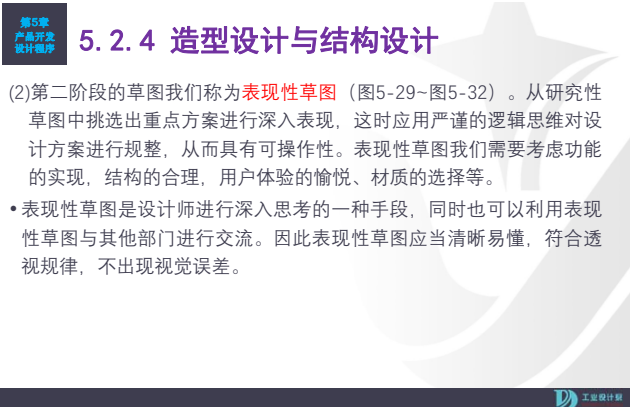 第5章
产品开发
设计程序
5.2.4 造型设计与结构设计
(2)第二阶段的草图我们称为表现性草图（图5-29~图5-32）。从研究性
草图中挑选出重点方案进行深入表现，这时应用严谨的逻辑思维对设
计方案进行规整，从而具有可操作性。表现性草图我们需要考虑功能
的实现，结构的合理，用户体验的愉悦、材质的选择等。
•表现性草图是设计师进行深入思考的一种手段，同时也可以利用表现
性草图与其他部门进行交流。因此表现性草图应当清晰易懂，符合透
视规律，不出现视觉误差。
工业设计系